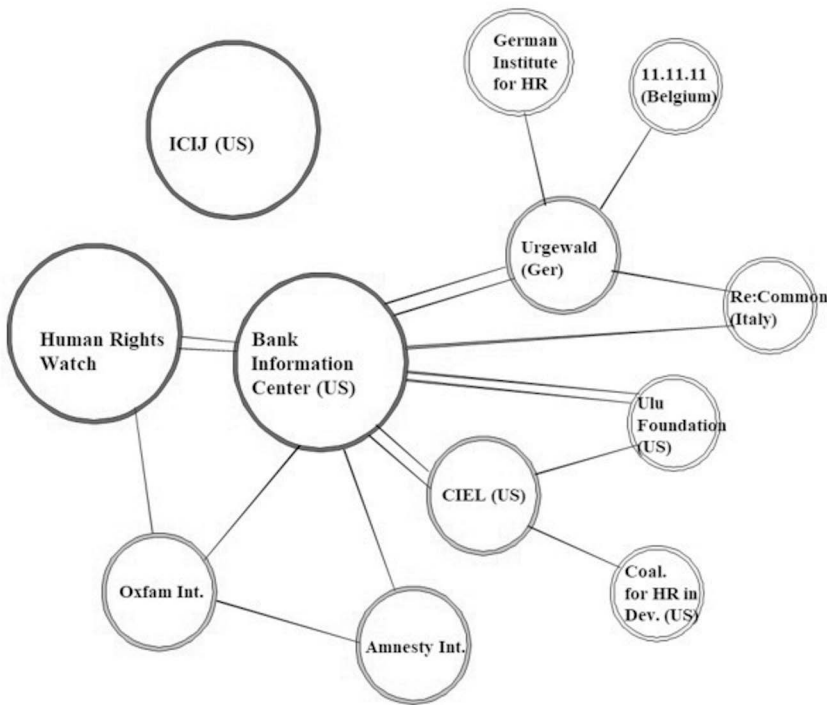 German
Institute
for HR
11.11.11
(Belgium)
ICIJ (US)
Urgewald
(Ger)
Re:Common
(Italy)
Human Rights
Watch
Bank
Information
Center (US)
Ulu
Foundation
(US)
CIEL (US)
Coal.
for HR in
Dev. (US)
Oxfam Int.
Amnesty Int.